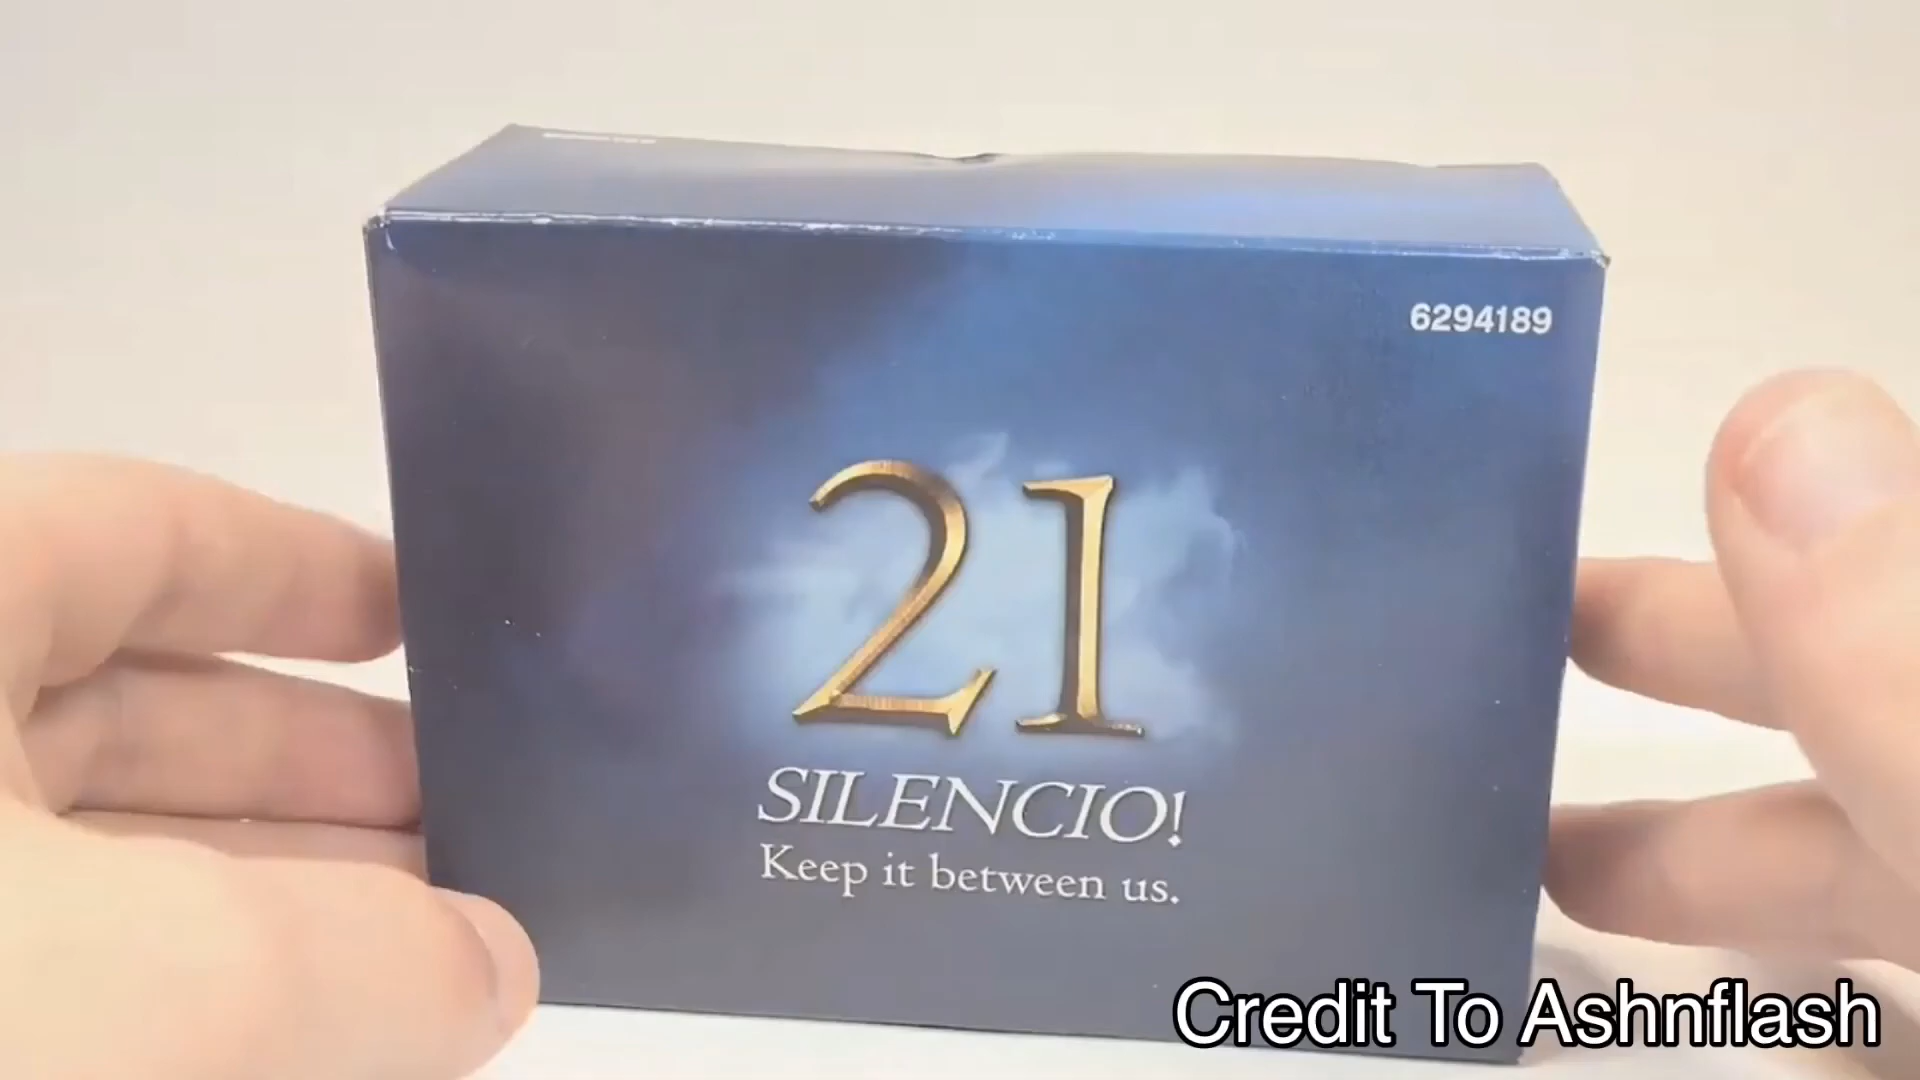 6294189
21
SILENCIO!
Keep it between us.
Credit To Ashnflash